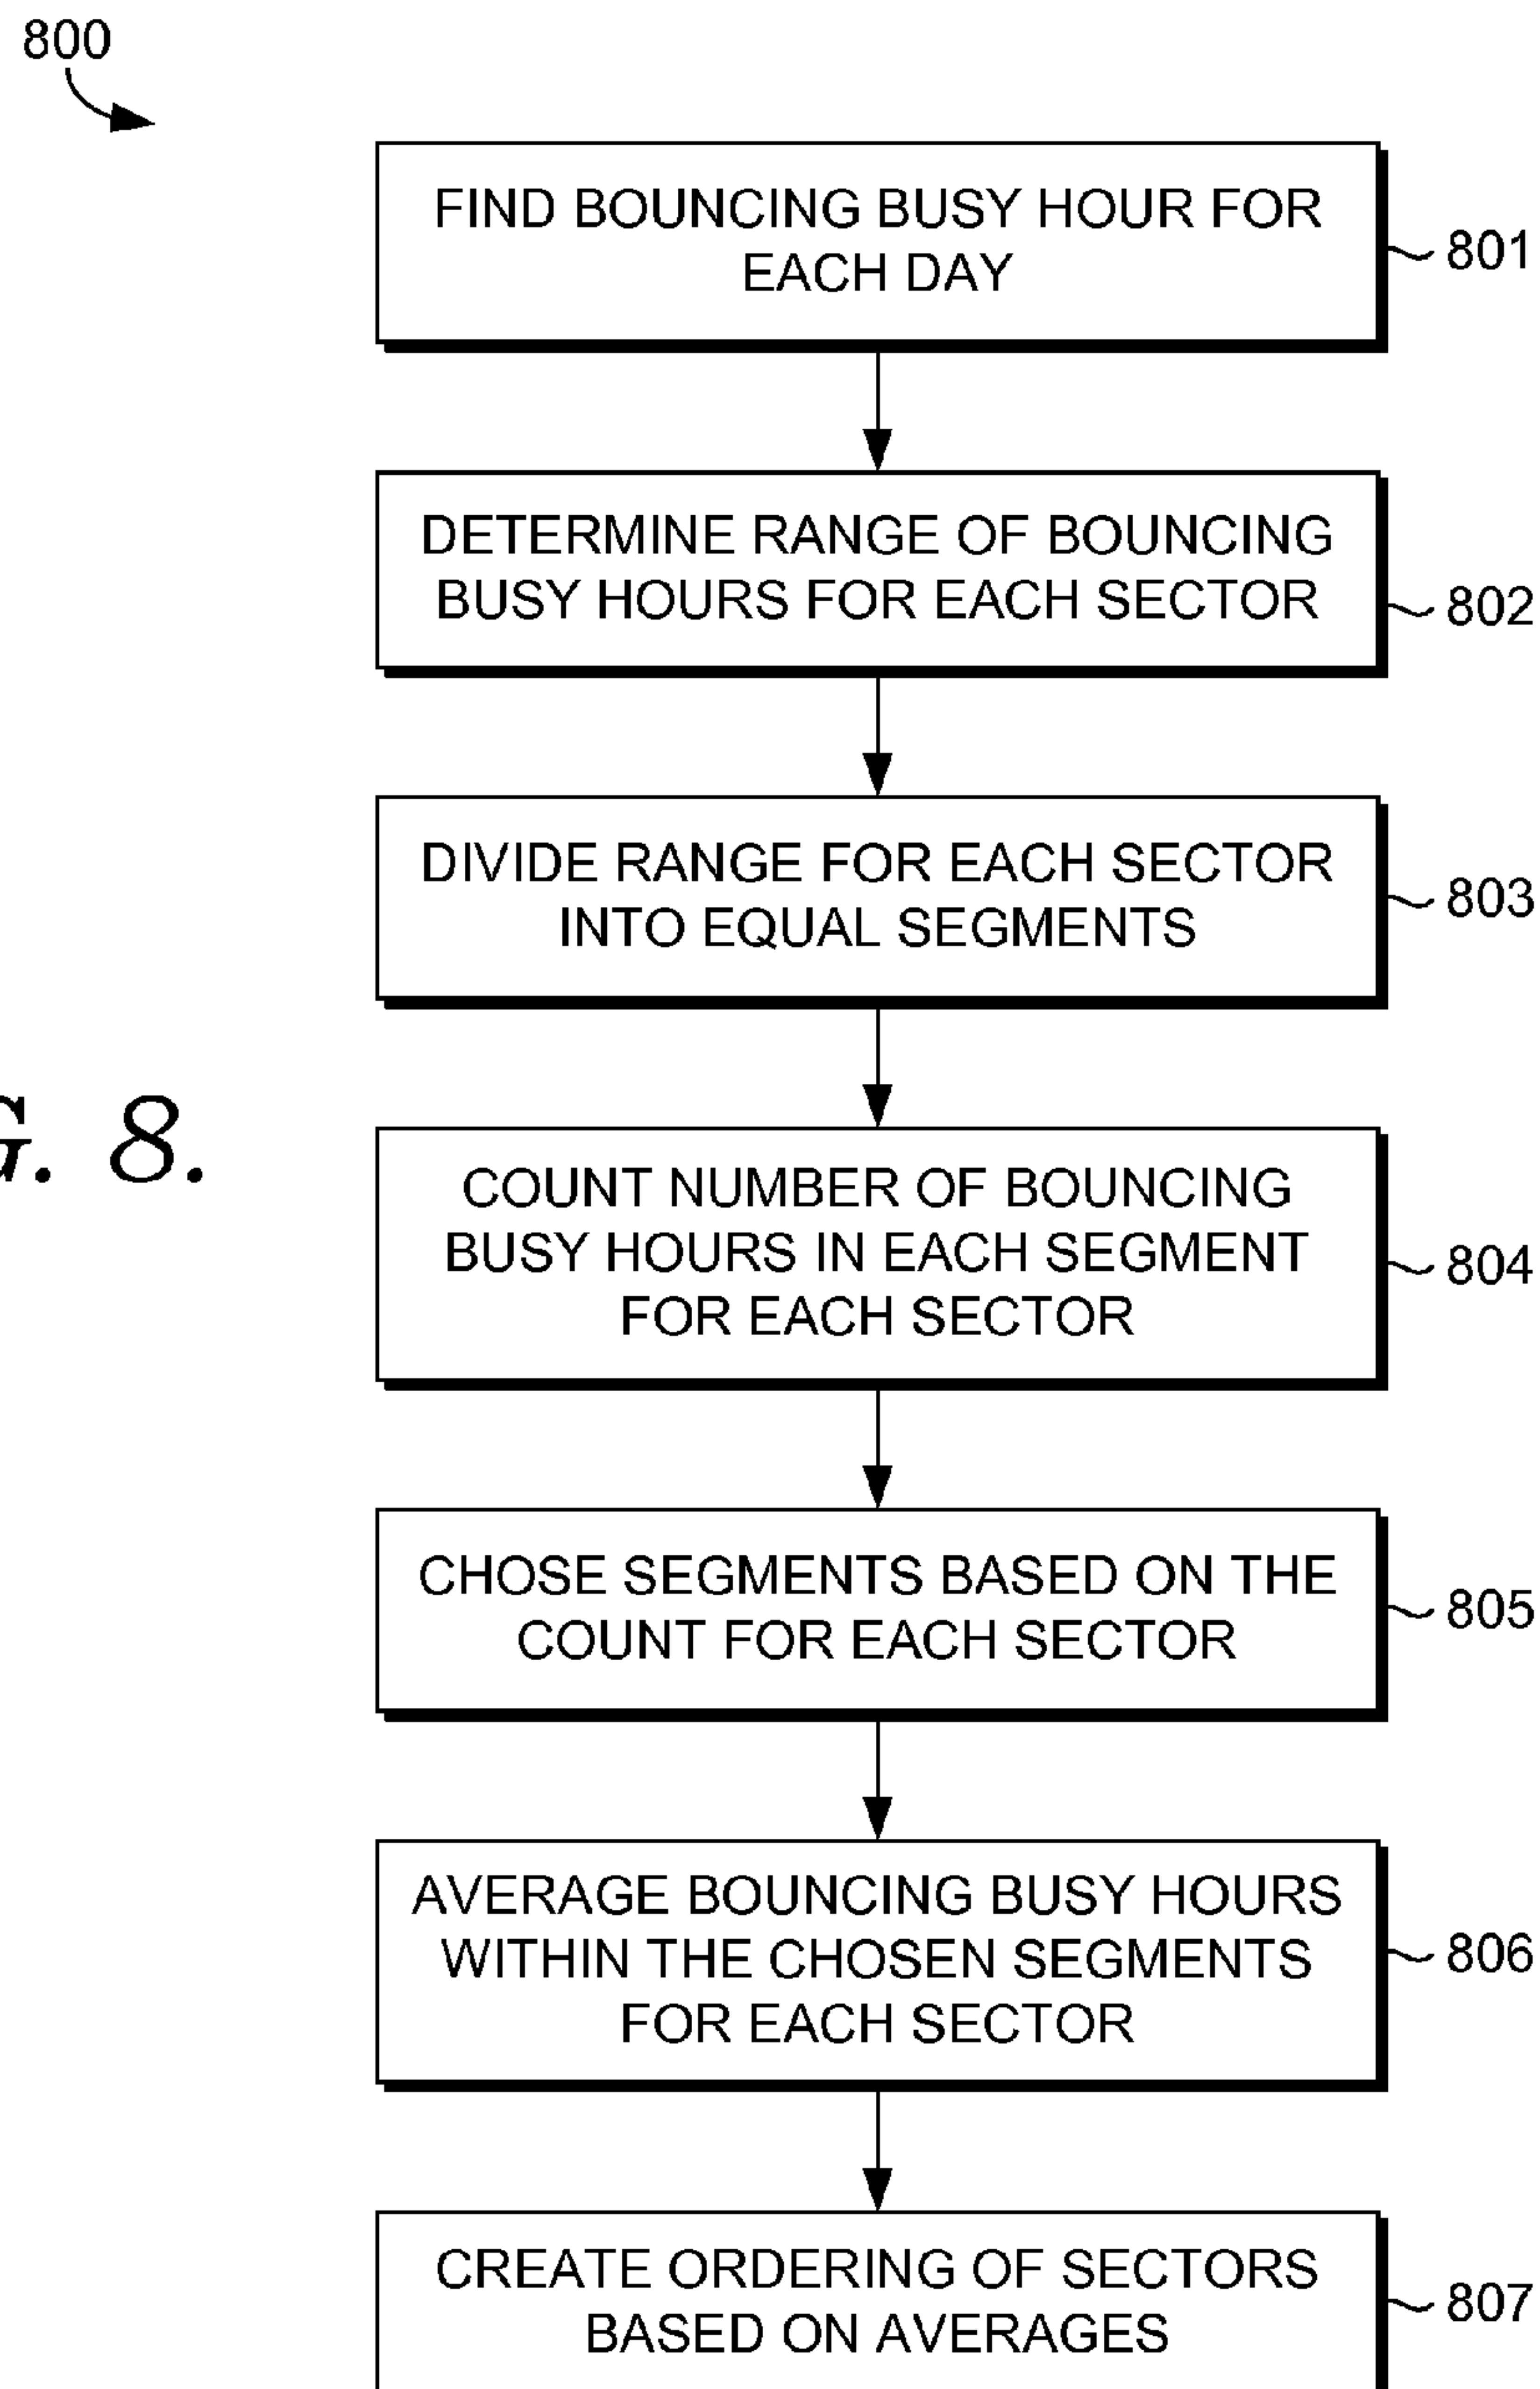 800
FIND BOUNCING BUSY HOUR FOR
EACH DAY
801
DETERMINE RANGE OF BOUNCING
BUSY HOURS FOR EACH SECTOR
802
DIVIDE RANGE FOR EACH SECTOR
INTO EQUAL SEGMENTS
803
G. 8.
COUNT NUMBER OF BOUNCING
BUSY HOURS IN EACH SEGMENT
FOR EACH SECTOR
804
CHOSE SEGMENTS BASED ON THE
COUNT FOR EACH SECTOR
805
AVERAGE BOUNCING BUSY HOURS
WITHIN THE CHOSEN SEGMENTS
FOR EACH SECTOR
806
CREATE ORDERING OF SECTORS
BASED ON AVERAGES
807